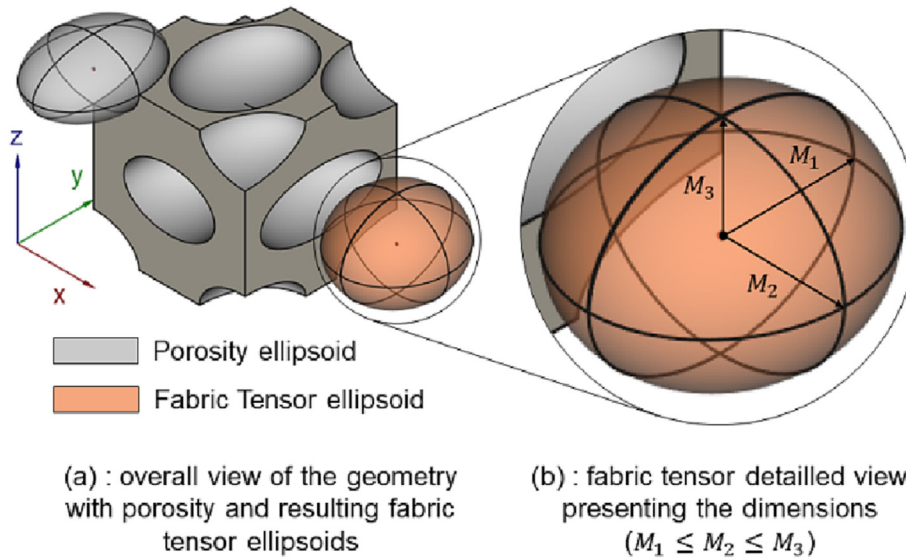 z
y
x
M₁
M₃
M₂
Porosity ellipsoid
Fabric Tensor ellipsoid
(a) : overall view of the geometry
with porosity and resulting fabric
tensor ellipsoids
(b) : fabric tensor detailled view
presenting the dimensions
(M₁ ≤ M₂ ≤ M₃)